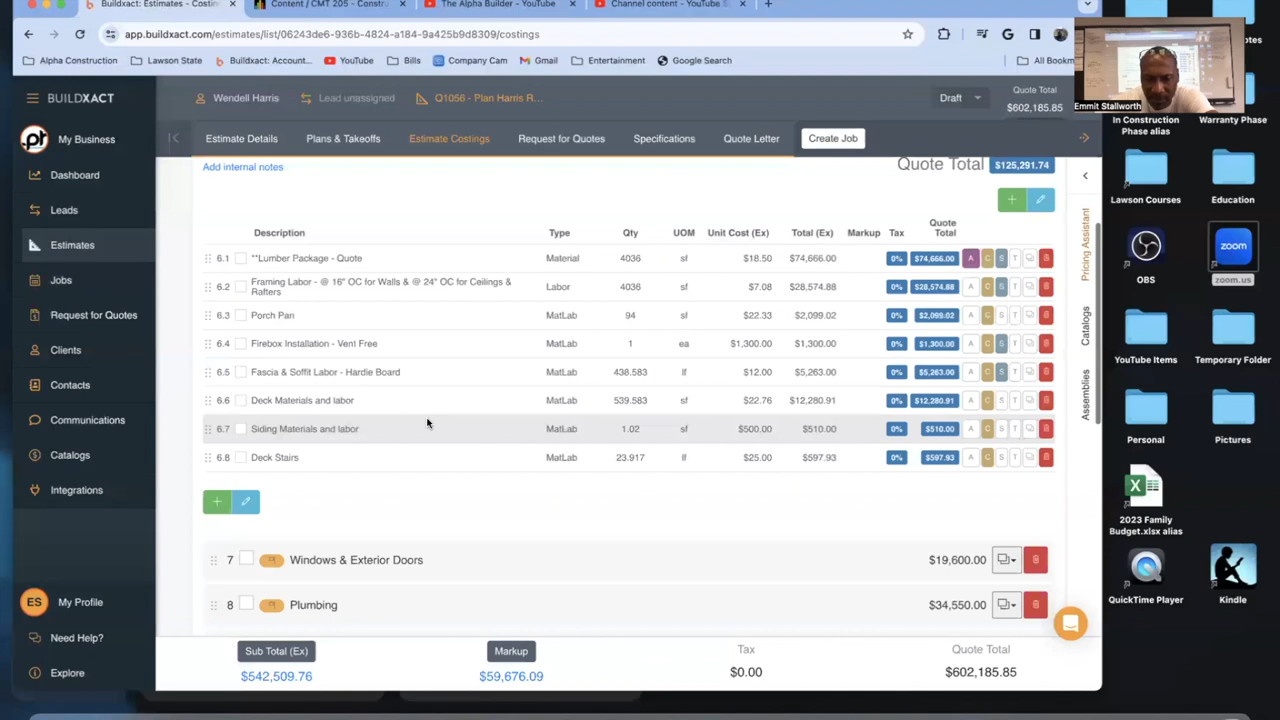 Buildxact: Estimates - Costin
Content / CMT 205 - Constru
The Alpha Builder - YouTube
Channel content - YouTube S
app.buildxact.com/estimates/list/06243de6-936b-4824-a184-9a425b9d8309/costings
Alpha Construction
Lawson State
Buildxact: Account...
YouTube
Bills
Company Cam
Gmail
Entertainment
Google Search
All Bookm
BUILDXACT
Wendell Harris
Lead unassigned
Q1056 - Plan Harris R...
Draft
Quote Total
$602,185.85
My Business
Estimate Details
Plans & Takeoffs
Estimate Costings
Request for Quotes
Specifications
Quote Letter
Create Job
Dashboard
Leads
Estimates
Jobs
Request for Quotes
Clients
Contacts
Communications
Catalogs
Integrations
ES
My Profile
Need Help?
Explore
Add internal notes
Quote Total $125,291.74
Description Type Qty UOM Unit Cost (Ex) Total (Ex) Markup Tax Quote Total
6.1 **Lumber Package - Quote Material 4036 sf $18.50 $74,666.00 0% $74,666.00 A C S T
6.2 Framing Labor - @ 16" OC for Walls & @ 24" OC for Ceilings & Rafters Labor 4036 sf $7.08 $28,574.88 0% $28,574.88 A C S T
6.3 Porch Pan MatLab 94 sf $22.33 $2,099.02 0% $2,099.02 A C S T
6.4 Firebox Installation - Vent Free MatLab 1 ea $1,300.00 $1,300.00 0% $1,300.00 A C S T
6.5 Fascia & Soffit Labor - Hardie Board MatLab 438.583 lf $12.00 $5,263.00 0% $5,263.00 A C S T
6.6 Deck Materials and labor MatLab 539.583 sf $22.76 $12,280.91 0% $12,280.91 A C S T
6.7 Siding Materials and labor MatLab 1.02 sf $500.00 $510.00 0% $510.00 A C S T
6.8 Deck Stairs MatLab 23.917 lf $25.00 $597.93 0% $597.93 A C S T
7 Windows & Exterior Doors $19,600.00
8 Plumbing $34,550.00
Sub Total (Ex)
$542,509.76
Markup
$59,676.09
Tax
$0.00
Quote Total
$602,185.85
Pricing Assistant
Catalogs
Assemblies
Emmit Stallworth
In Construction Phase alias
Warranty Phase
Lawson Courses
Education
OBS
zoom
zoom.us
YouTube Items
Temporary Folder
Personal
Pictures
2023 Family Budget.xlsx alias
QuickTime Player
Kindle